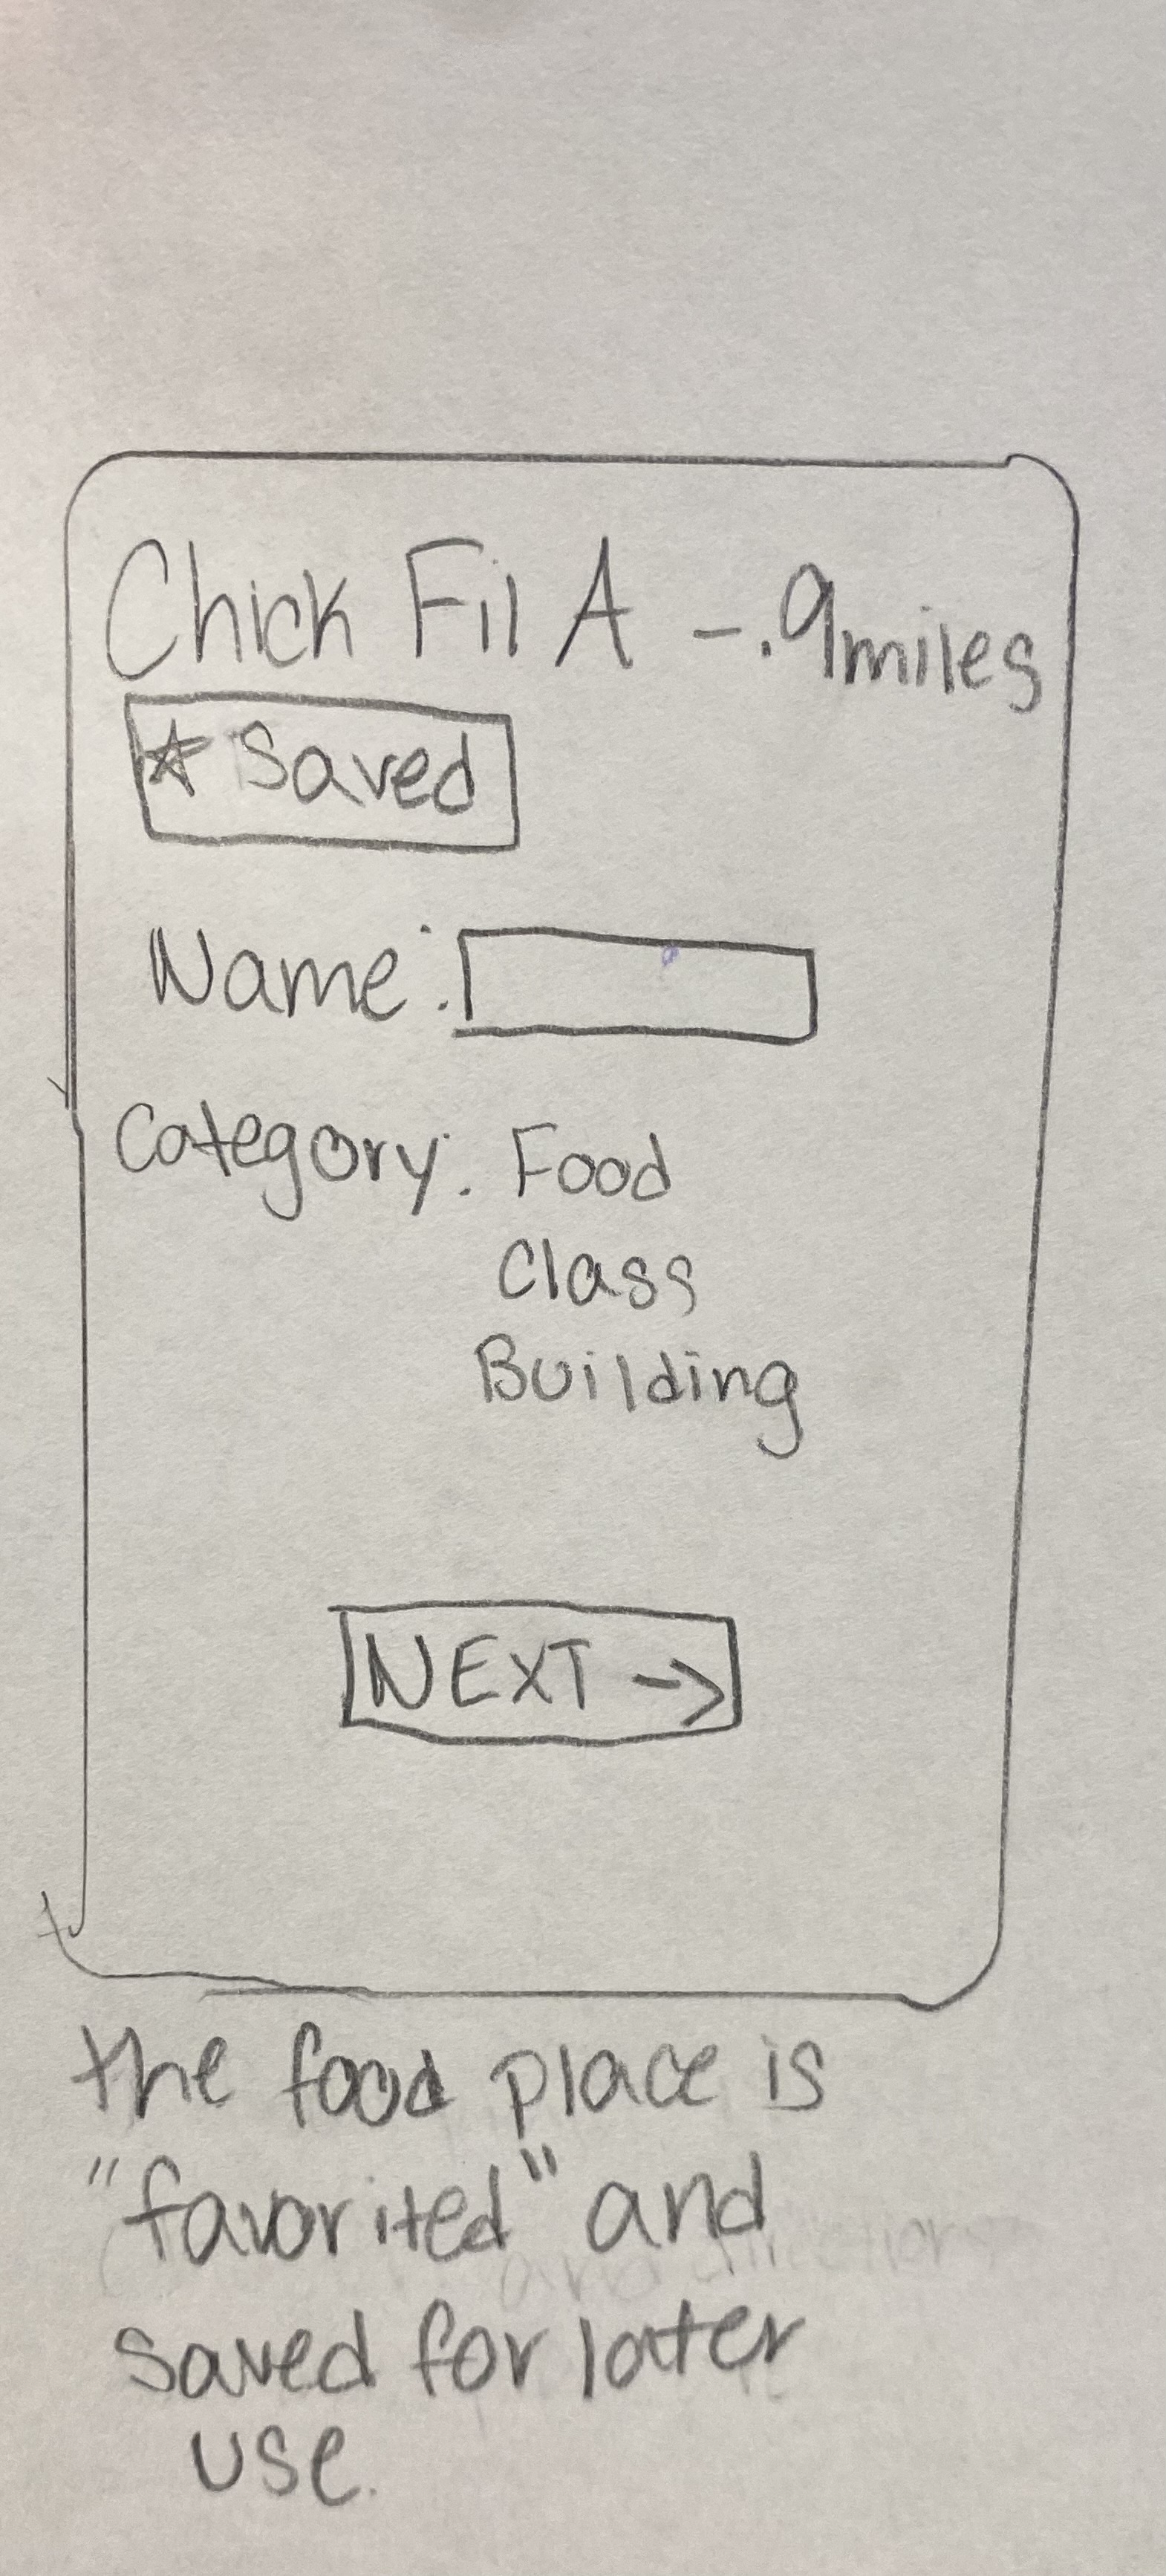 Chick Fil A - .9miles
★ Saved
Name:
Category: Food
Class
Building
NEXT →
the food place is
"favorited" and
saved for later
use.